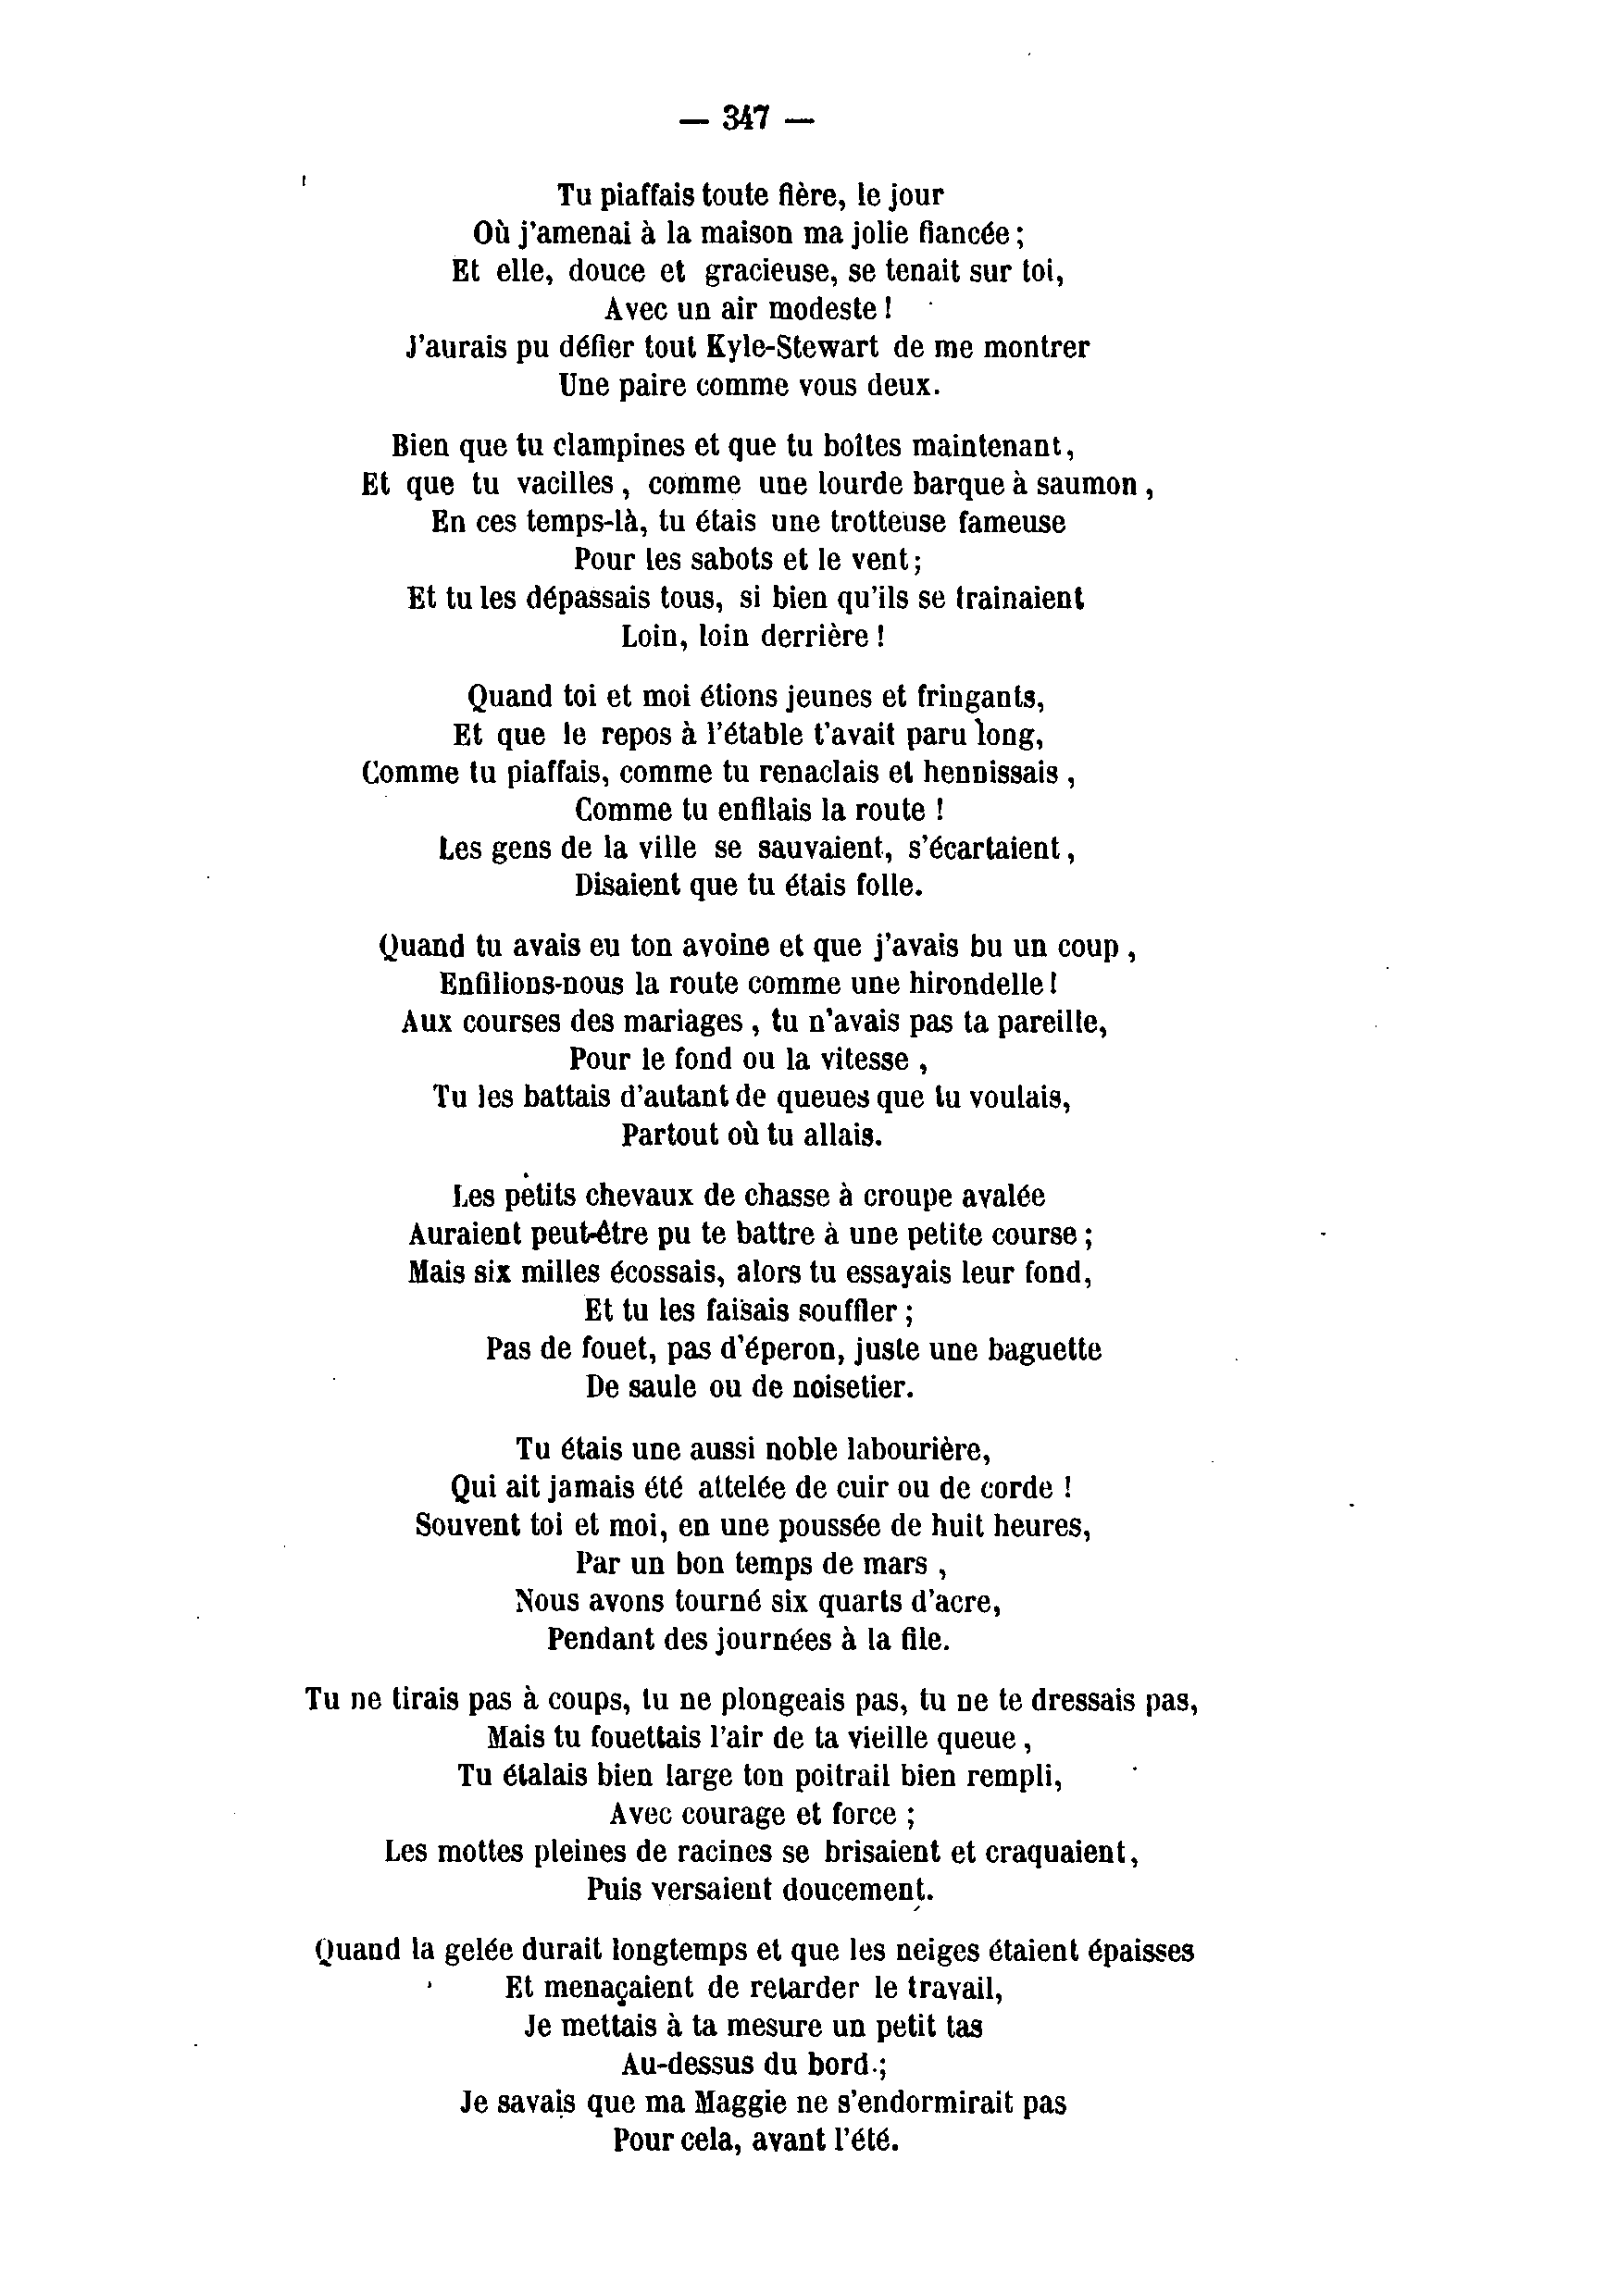 — 347 —
Tu piaffais toute fière, le jour
Où j'amenai à la maison ma jolie fiancée ;
Et elle, douce et gracieuse, se tenait sur toi,
Avec un air modeste !
J'aurais pu défier tout Kyle-Stewart de me montrer
Une paire comme vous deux.
Bien que tu clampines et que tu boîtes maintenant,
Et que tu vacilles, comme une lourde barque à saumon,
En ces temps-là, tu étais une trotteuse fameuse
Pour les sabots et le vent ;
Et tu les dépassais tous, si bien qu'ils se trainaient
Loin, loin derrière !
Quand toi et moi étions jeunes et fringants,
Et que le repos à l'étable t'avait paru long,
Comme tu piaffais, comme tu renaclais et hennissais,
Comme tu enfilais la route !
Les gens de la ville se sauvaient, s'écartaient,
Disaient que tu étais folle.
Quand tu avais eu ton avoine et que j'avais bu un coup,
Enfilions-nous la route comme une hirondelle !
Aux courses des mariages, tu n'avais pas ta pareille,
Pour le fond ou la vitesse,
Tu les battais d'autant de queues que tu voulais,
Partout où tu allais.
Les petits chevaux de chasse à croupe avalée
Auraient peut-être pu te battre à une petite course ;
Mais six milles écossais, alors tu essayais leur fond,
Et tu les faisais souffler ;
Pas de fouet, pas d'éperon, juste une baguette
De saule ou de noisetier.
Tu étais une aussi noble labourière,
Qui ait jamais été attelée de cuir ou de corde !
Souvent toi et moi, en une poussée de huit heures,
Par un bon temps de mars,
Nous avons tourné six quarts d'acre,
Pendant des journées à la file.
Tu ne tirais pas à coups, tu ne plongeais pas, tu ne te dressais pas,
Mais tu fouettais l'air de ta vieille queue,
Tu étalais bien large ton poitrail bien rempli,
Avec courage et force ;
Les mottes pleines de racines se brisaient et craquaient,
Puis versaient doucement.
Quand la gelée durait longtemps et que les neiges étaient épaisses
Et menaçaient de retarder le travail,
Je mettais à ta mesure un petit tas
Au-dessus du bord ;
Je savais que ma Maggie ne s'endormirait pas
Pour cela, avant l'été.